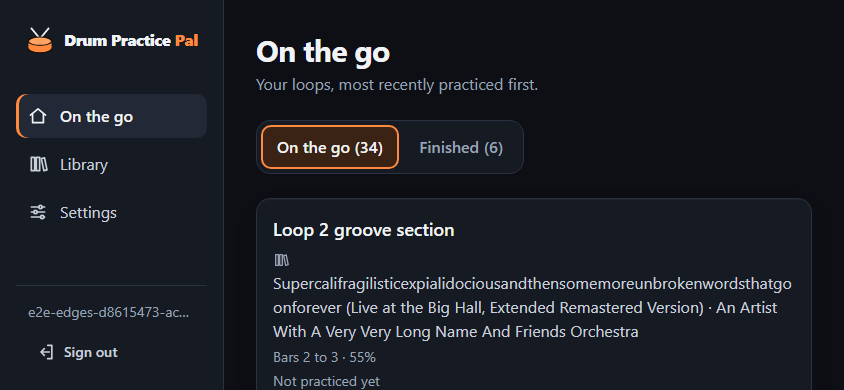 Drum Practice Pal
On the go
Library
Settings
e2e-edges-d8615473-ac...
Sign out
On the go
Your loops, most recently practiced first.
On the go (34)
Finished (6)
Loop 2 groove section
Supercalifragilisticexpialidociousandthensomemoreunbrokenwordsthatgo
onforever (Live at the Big Hall, Extended Remastered Version) · An Artist
With A Very Very Long Name And Friends Orchestra
Bars 2 to 3 · 55%
Not practiced yet